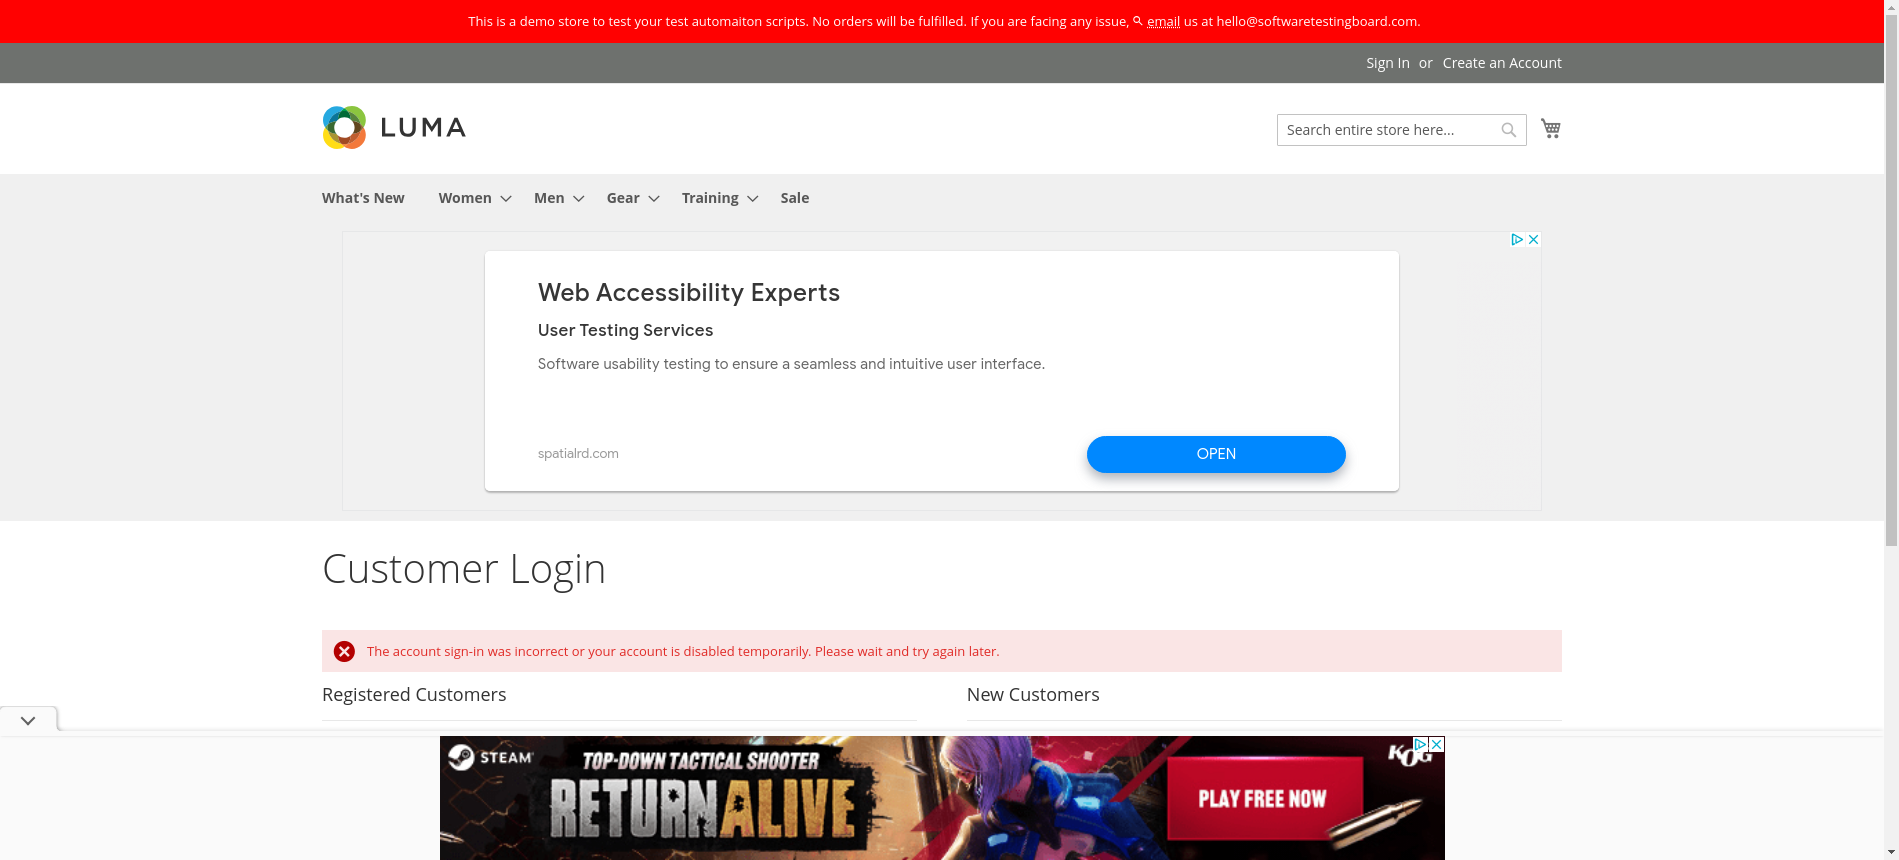 This is a demo store to test your test automaiton scripts. No orders will be fulfilled. If you are facing any issue, email us at hello@softwaretestingboard.com.
Sign In or Create an Account
LUMA
Search entire store here...
What's New Women Men Gear Training Sale
Web Accessibility Experts
User Testing Services
Software usability testing to ensure a seamless and intuitive user interface.
spatialrd.com
OPEN
Customer Login
The account sign-in was incorrect or your account is disabled temporarily. Please wait and try again later.
Registered Customers
New Customers
STEAM
TOP-DOWN TACTICAL SHOOTER
RETURN ALIVE
PLAY FREE NOW
KOG